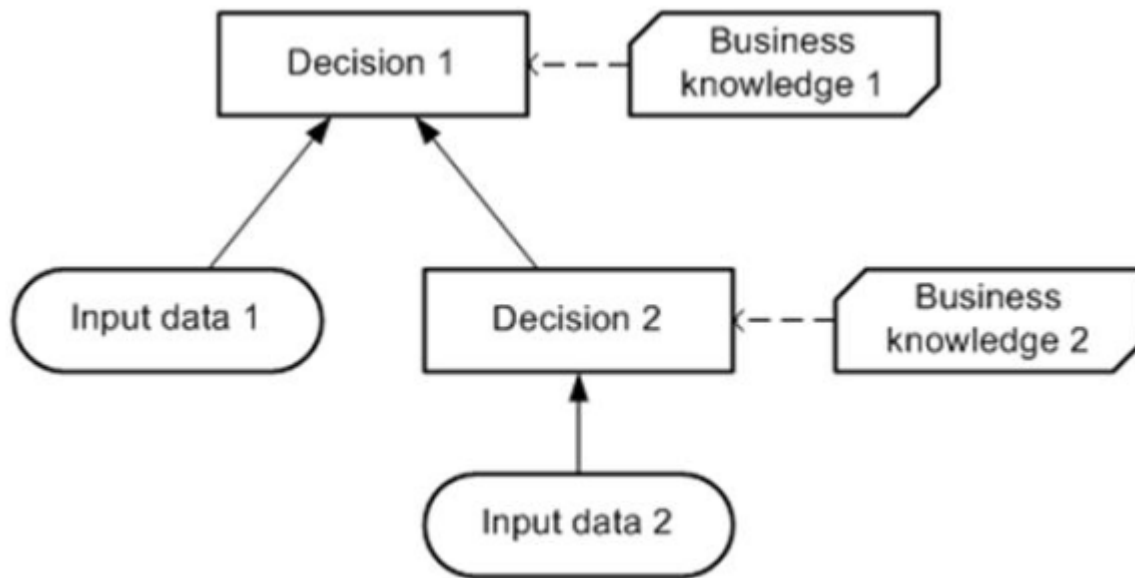 Decision 1
Business
knowledge 1
Input data 1
Decision 2
Business
knowledge 2
Input data 2